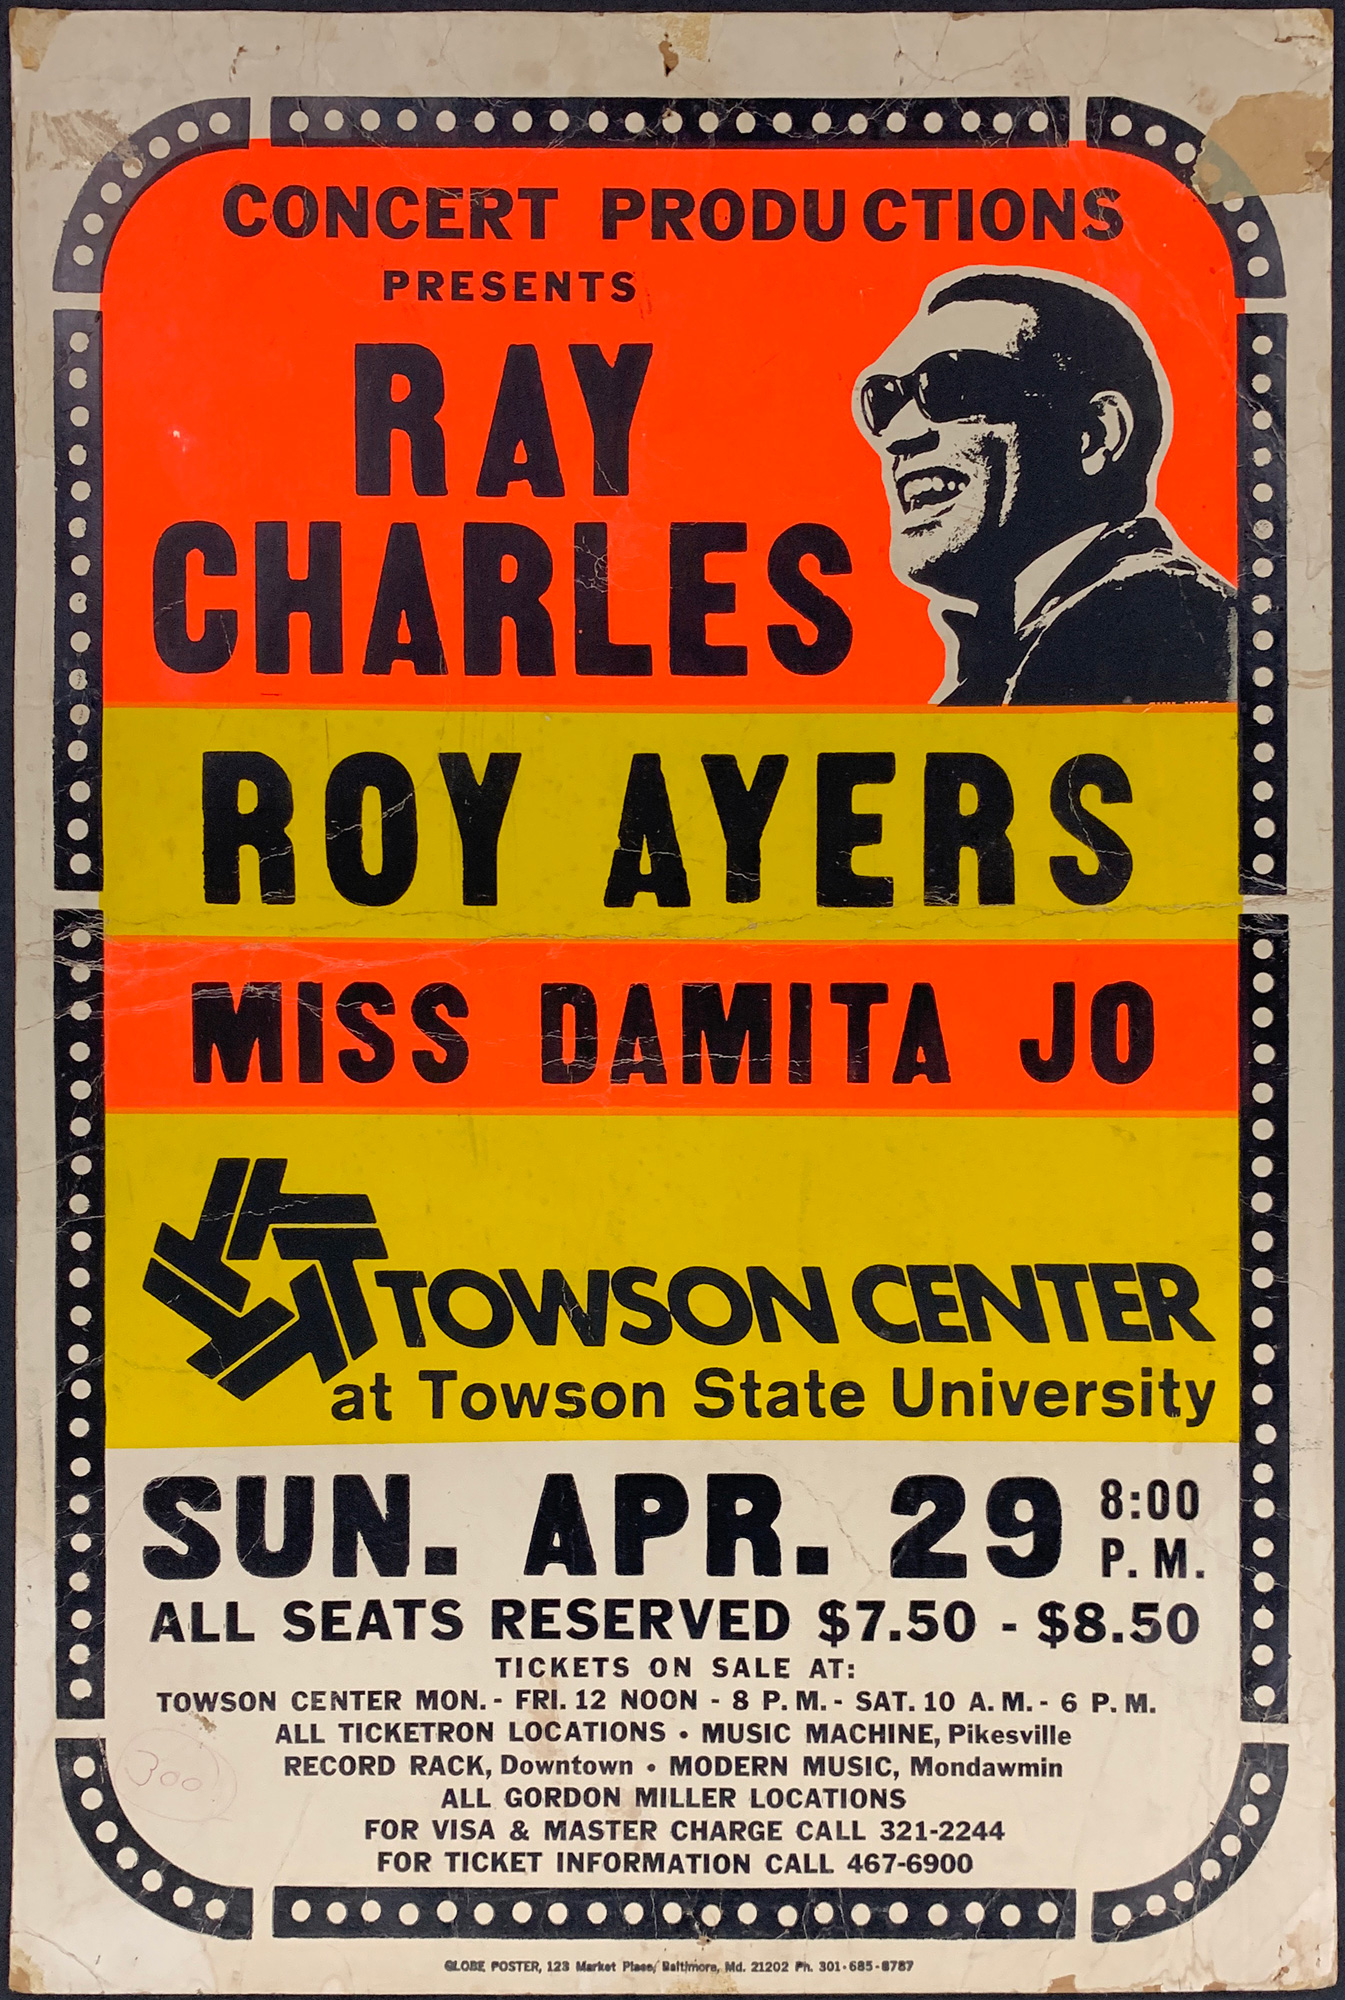 CONCERT PRODUCTIONS
PRESENTS
RAY
CHARLES
ROY AYERS
MISS DAMITA JO
TOWSON CENTER
at Towson State University
SUN. APR. 29 8:00 P. M.
ALL SEATS RESERVED $7.50 - $8.50
TICKETS ON SALE AT:
TOWSON CENTER MON. - FRI. 12 NOON - 8 P. M. - SAT. 10 A. M. - 6 P. M.
ALL TICKETRON LOCATIONS • MUSIC MACHINE, Pikesville
RECORD RACK, Downtown • MODERN MUSIC, Mondawmin
ALL GORDON MILLER LOCATIONS
FOR VISA & MASTER CHARGE CALL 321-2244
FOR TICKET INFORMATION CALL 467-6900
300
GLOBE POSTER, 123 Market Place, Baltimore, Md. 21202 Ph. 301-685-8787